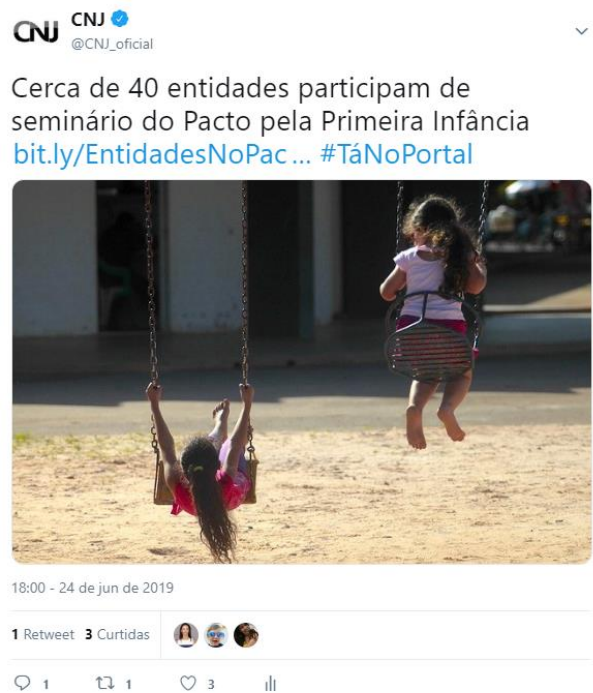 CNJ
CNJ
@CNJ_oficial
Cerca de 40 entidades participam de
seminário do Pacto pela Primeira Infância
bit.ly/EntidadesNoPac... #TáNoPortal
18:00 - 24 de jun de 2019
1 Retweet 3 Curtidas
1 1 3